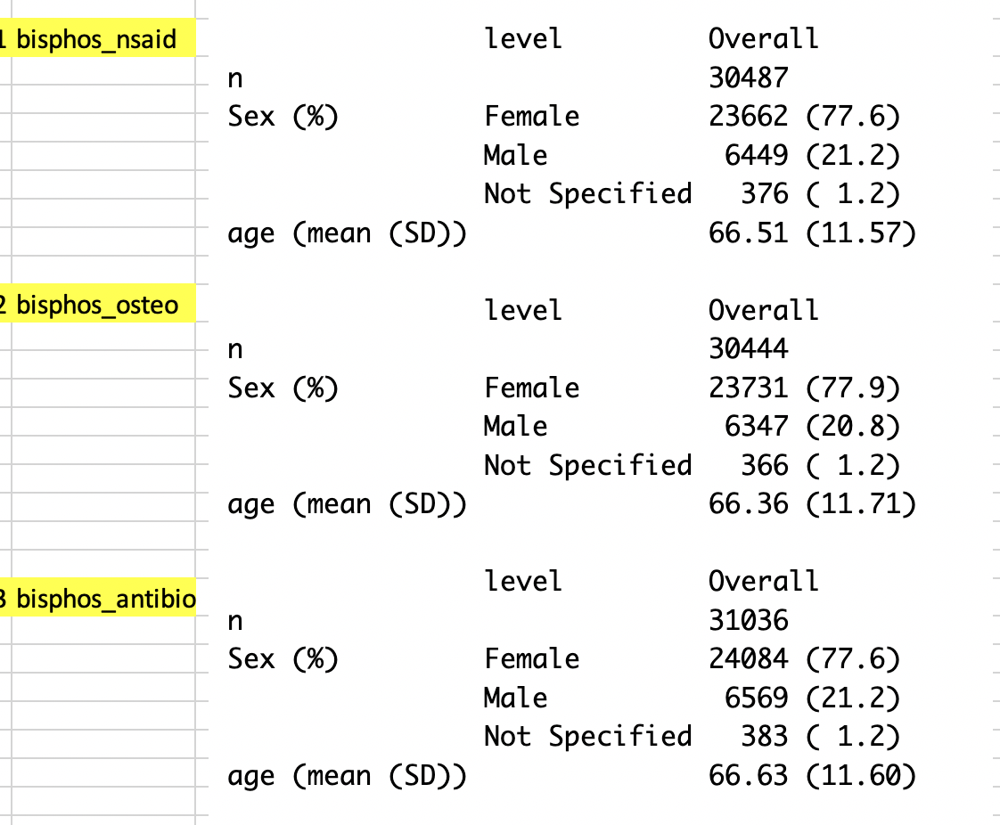 1 bisphos_nsaid level Overall
n 30487
Sex (%) Female 23662 (77.6)
Male 6449 (21.2)
Not Specified 376 ( 1.2)
age (mean (SD)) 66.51 (11.57)
2 bisphos_osteo level Overall
n 30444
Sex (%) Female 23731 (77.9)
Male 6347 (20.8)
Not Specified 366 ( 1.2)
age (mean (SD)) 66.36 (11.71)
level Overall
3 bisphos_antibio
n 31036
Sex (%) Female 24084 (77.6)
Male 6569 (21.2)
Not Specified 383 ( 1.2)
age (mean (SD)) 66.63 (11.60)